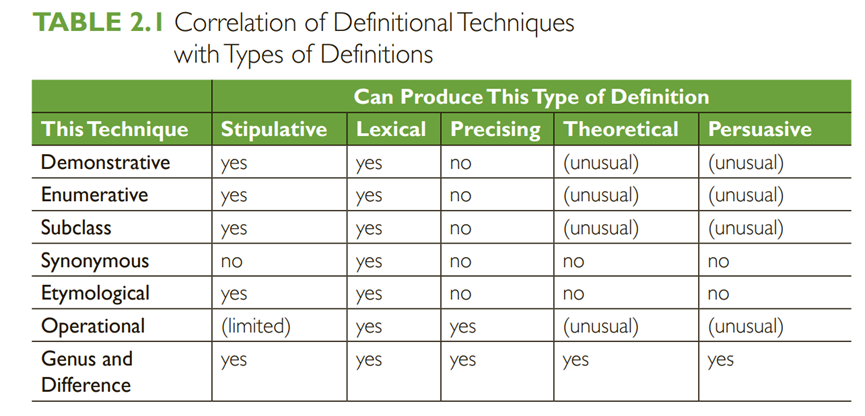 TABLE 2.1 Correlation of Definitional Techniques
with Types of Definitions
Can Produce This Type of Definition
This Technique Stipulative Lexical Precising Theoretical Persuasive
Demonstrative yes yes no (unusual) (unusual)
Enumerative yes yes no (unusual) (unusual)
Subclass yes yes no (unusual) (unusual)
Synonymous no yes no no no
Etymological yes yes no no no
Operational (limited) yes yes (unusual) (unusual)
Genus and yes yes yes yes yes
Difference